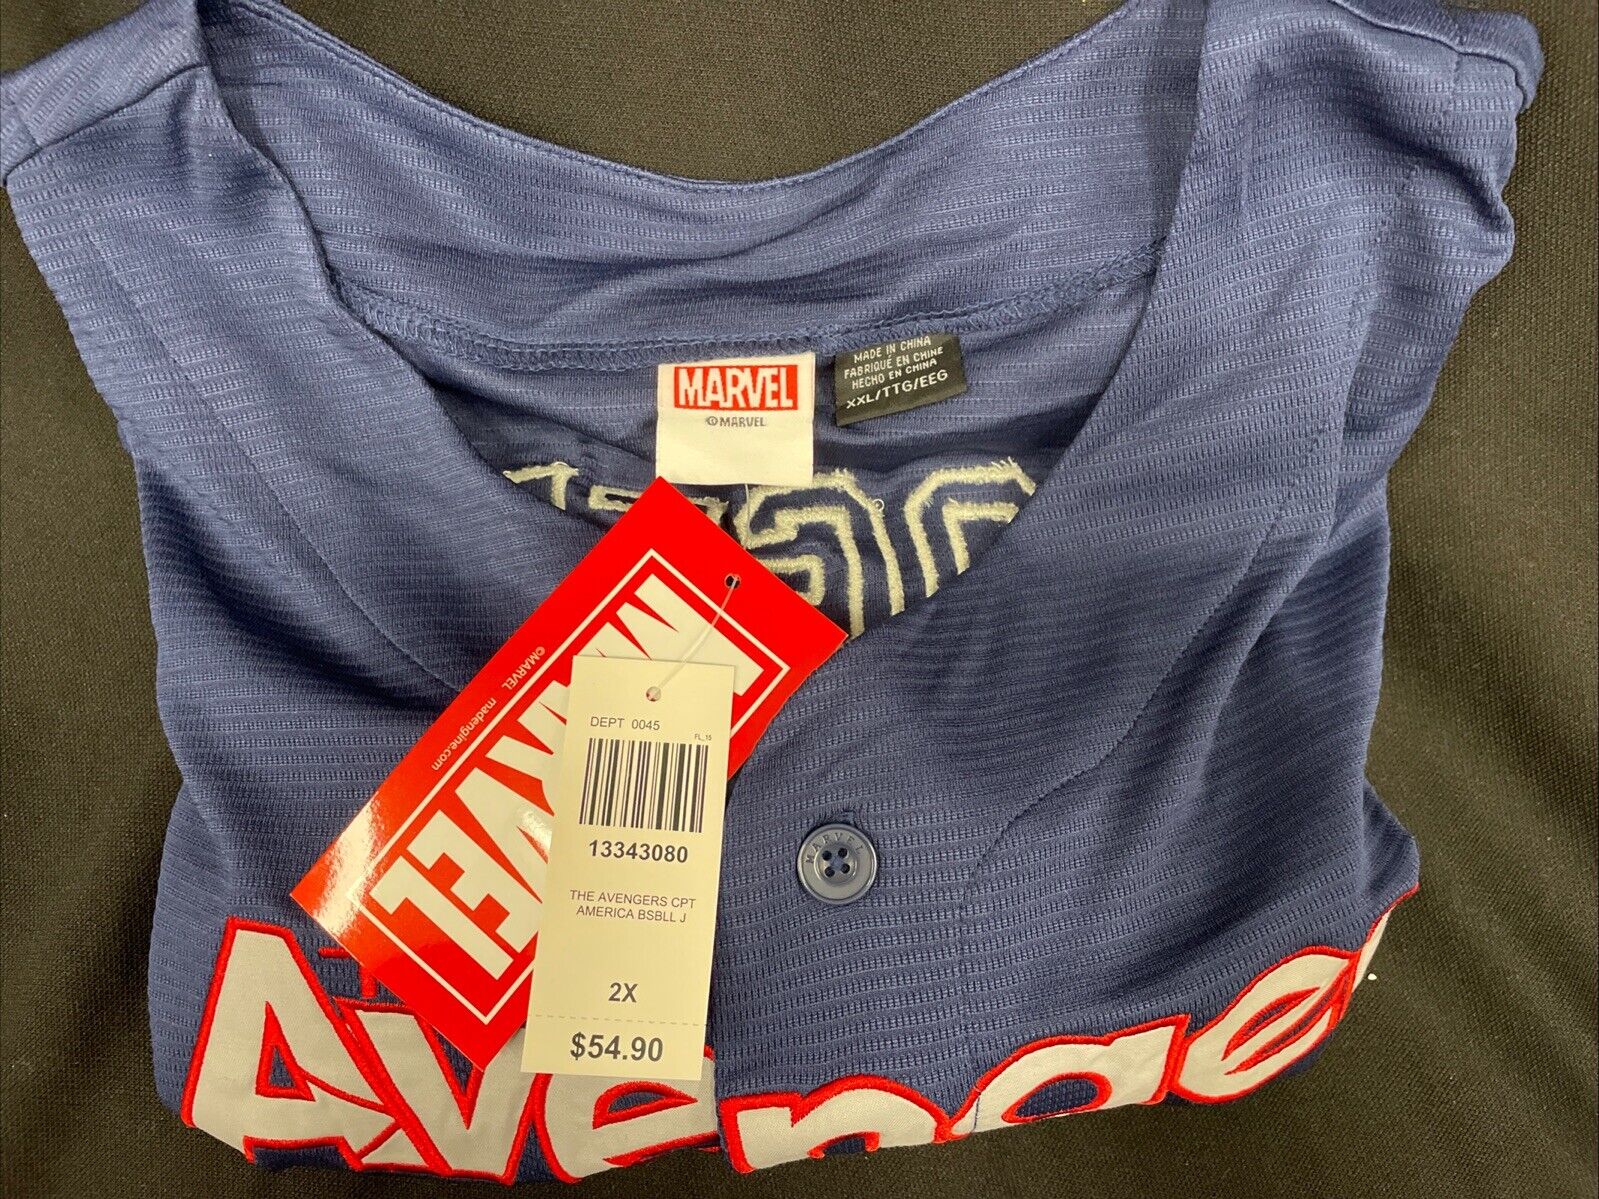 MARVEL
© MARVEL
MADE IN CHINA
FABRIQUÉ EN CHINE
HECHO EN CHINA
XXL/TTG/EEG
MARVEL
©MARVEL madengine.com
DEPT 0045
FL_15
13343080
THE AVENGERS CPT
AMERICA BSBLL J
2X
$54.90
MARVEL
Avenge